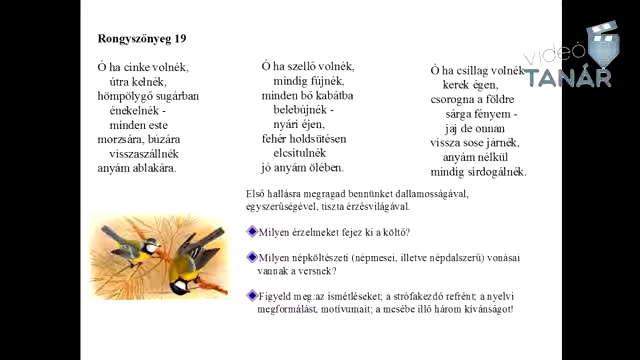 Rongyszőnyeg 19
Ó ha cinke volnék,
útra kelnék,
hömpölygő sugárban
énekelnék -
minden este
morzsára, búzára
visszaszállnék
anyám ablakára.
Ó ha szellő volnék,
mindig fújnék,
minden bő kabátba
belebújnék -
nyári éjen,
fehér holdsütésen
elcsitulnék
jó anyám ölében.
Ó ha csillag volnék
kerek égen,
csorogna a földre
sárga fényem -
jaj de onnan
vissza sose járnék,
anyám nélkül
mindig sirdogálnék.
Első hallásra megragad bennünket dallamosságával,
egyszerűségével, tiszta érzésvilágával.
Milyen érzelmeket fejez ki a költő?
Milyen népköltészeti (népmesei, illetve népdalszerű) vonásai
vannak a versnek?
Figyeld meg:az ismétléseket; a strófakezdő refrént; a nyelvi
megformálást, motívumait; a mesébe illő három kívánságot!
videó
TANÁR